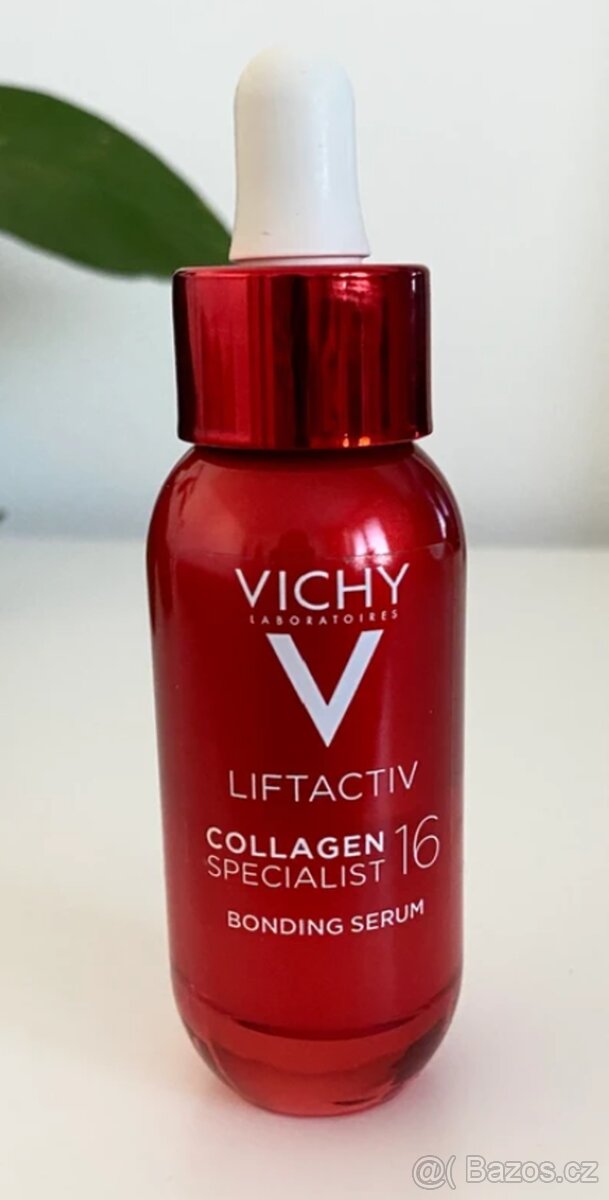 VICHY
LABORATOIRES
V
LIFTACTIV
COLLAGEN 16
SPECIALIST
BONDING SERUM
@( Bazos.cz